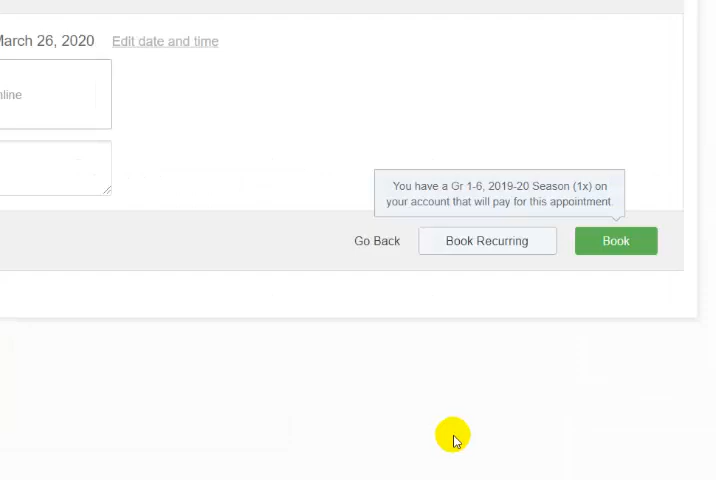 March 26, 2020 Edit date and time
nline
You have a Gr 1-6, 2019-20 Season (1x) on
your account that will pay for this appointment.
Go Back Book Recurring Book